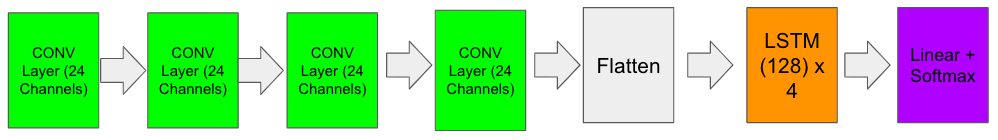 CONV
Layer (24
Channels)
CONV
Layer (24
Channels)
CONV
Layer (24
Channels)
CONV
Layer (24
Channels)
Flatten
LSTM
(128) x
4
Linear +
Softmax